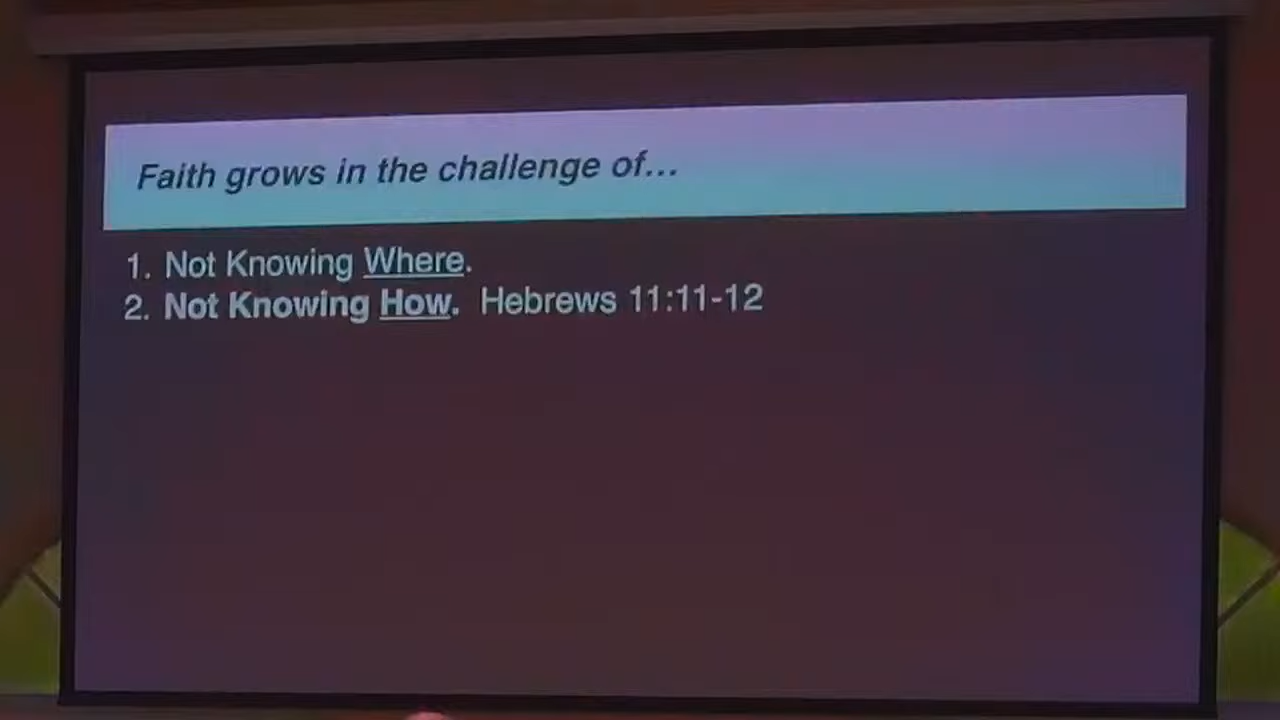 Faith grows in the challenge of...
1. Not Knowing Where.
2. Not Knowing How. Hebrews 11:11-12